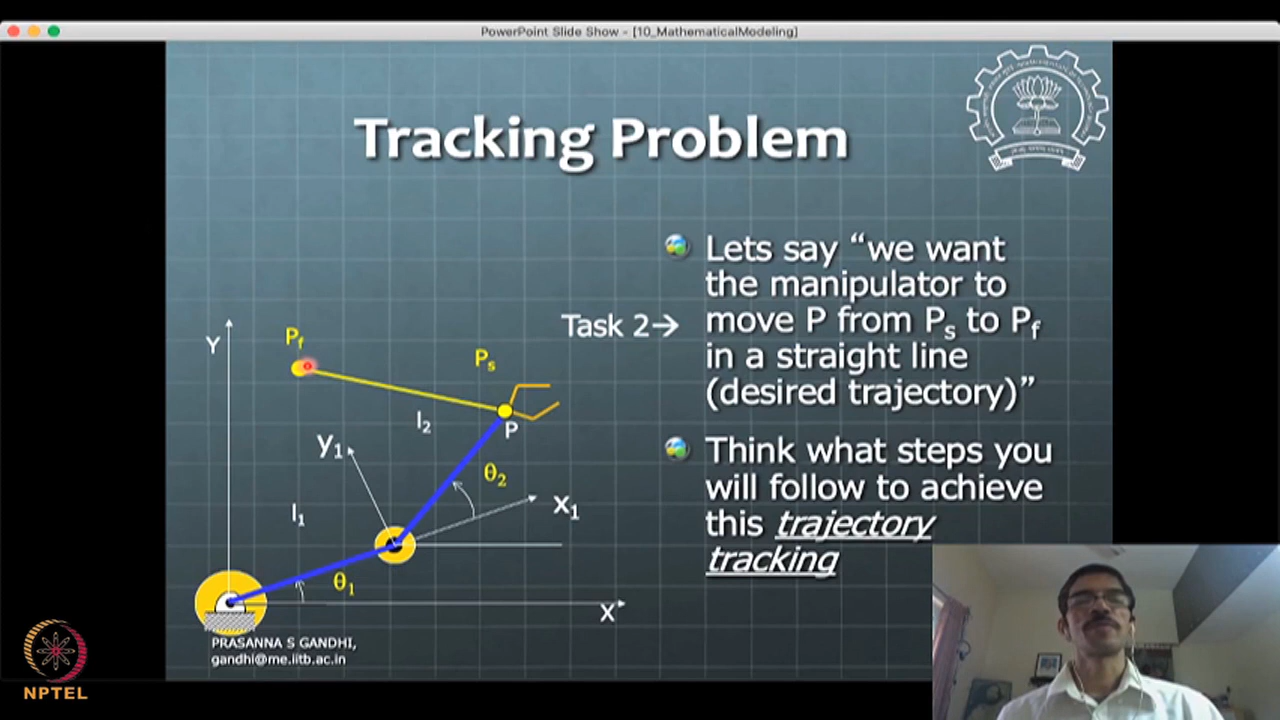 PowerPoint Slide Show - [10_MathematicalModeling]
Tracking Problem
Lets say “we want
the manipulator to
Task 2→ move P from Ps to Pf
in a straight line
(desired trajectory)”
Think what steps you
will follow to achieve
this trajectory
tracking
Y
Pf
Ps
l2
P
y1
θ2
x1
l1
θ1
X
PRASANNA S GANDHI,
gandhi@me.iitb.ac.in
NPTEL